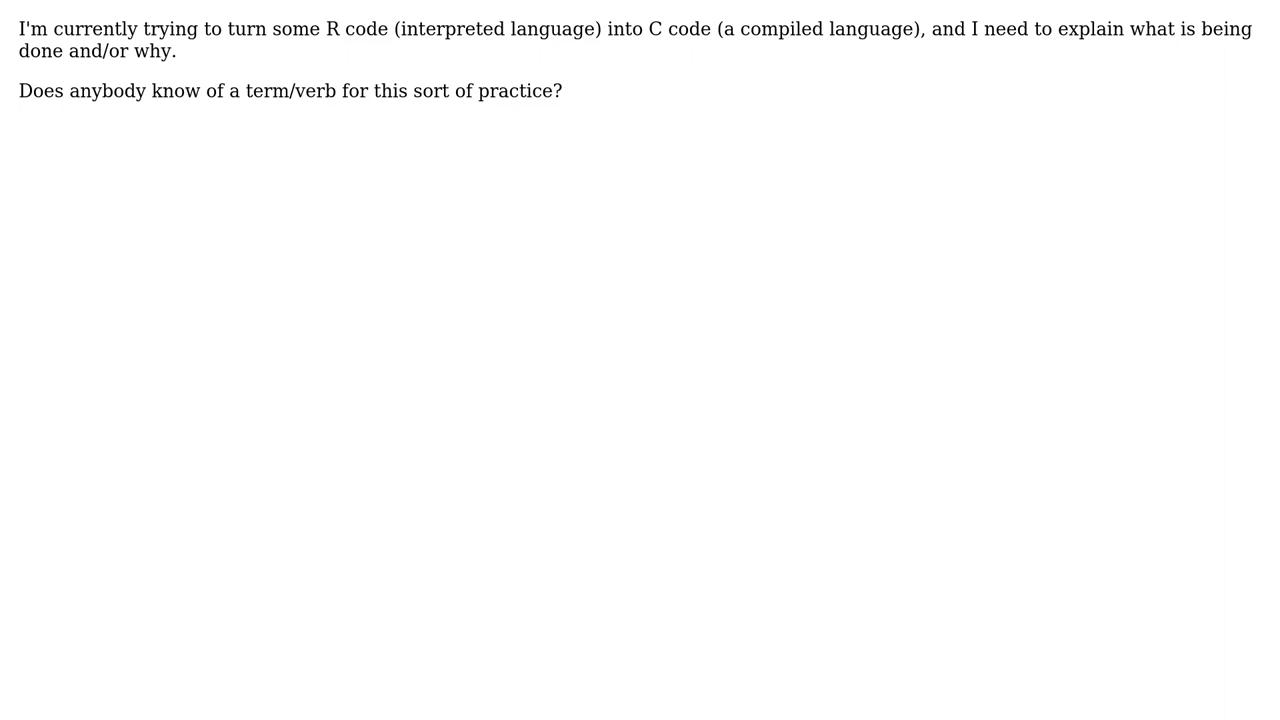 I'm currently trying to turn some R code (interpreted language) into C code (a compiled language), and I need to explain what is being
done and/or why.
Does anybody know of a term/verb for this sort of practice?